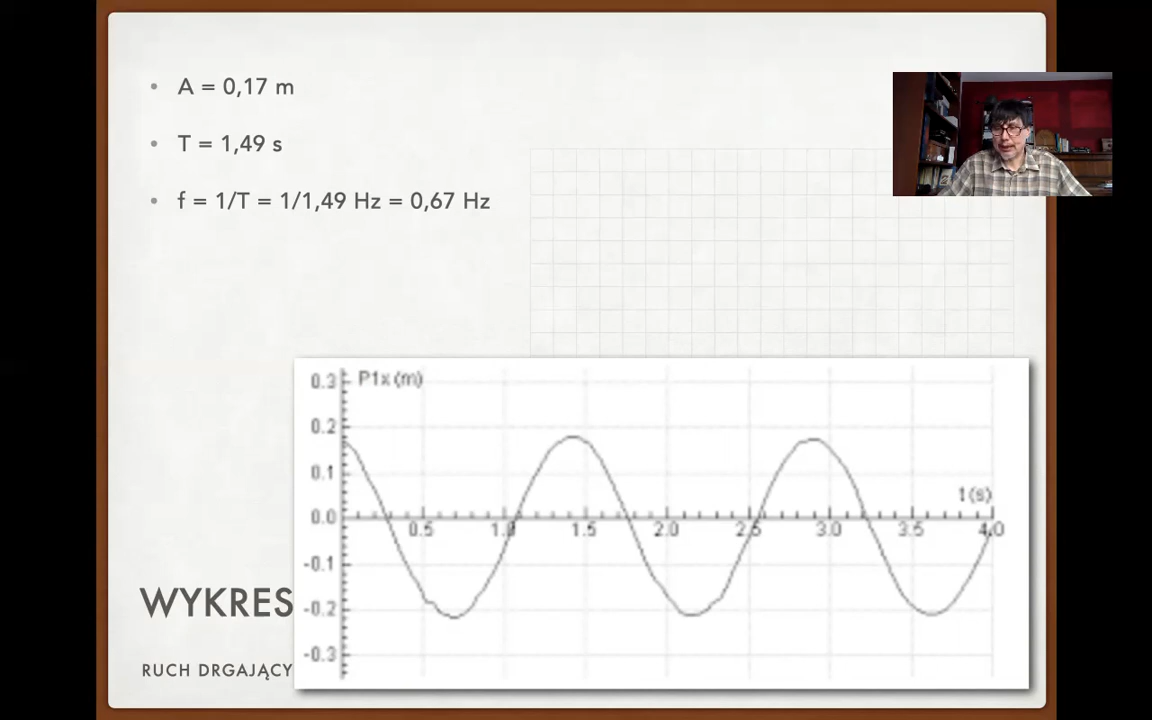 • A = 0,17 m
• T = 1,49 s
• f = 1/T = 1/1,49 Hz = 0,67 Hz
P1x (m)
0.3
0.2
0.1
0.0
-0.1
-0.2
-0.3
t(s)
0.5 1.0 1.5 2.0 2.5 3.0 3.5 4.0
WYKRES
RUCH DRGAJĄCY